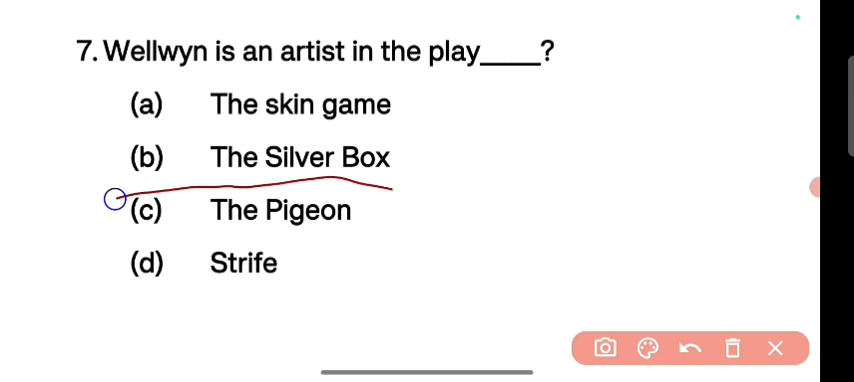 7. Wellwyn is an artist in the play____?
(a) The skin game
(b) The Silver Box
(c) The Pigeon
(d) Strife